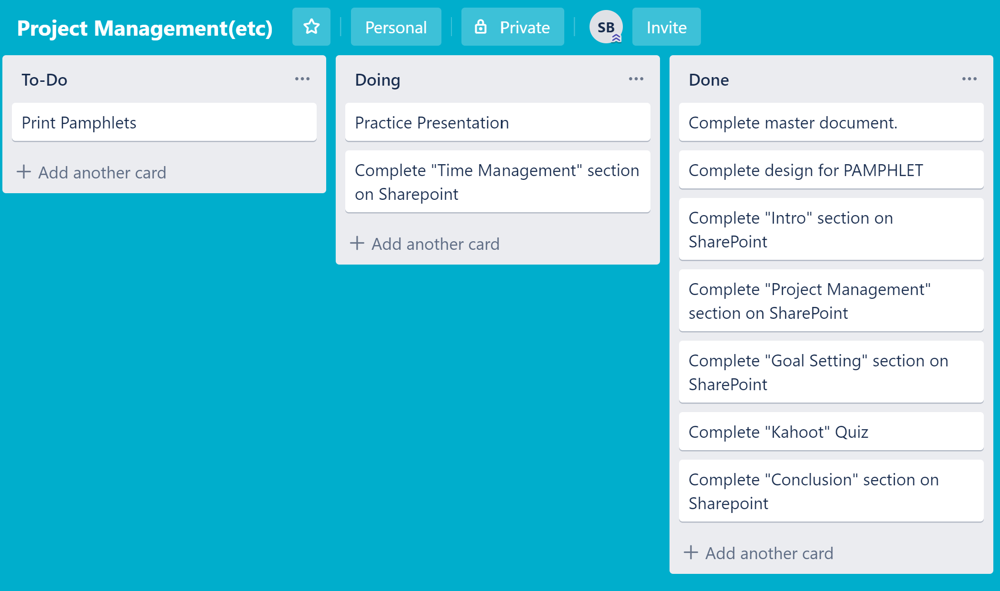 Project Management(etc)
Personal
Private
SB
Invite
To-Do
Print Pamphlets
Add another card
Doing
Practice Presentation
Complete "Time Management" section
on Sharepoint
Add another card
Done
Complete master document.
Complete design for PAMPHLET
Complete "Intro" section on
SharePoint
Complete "Project Management"
section on SharePoint
Complete "Goal Setting" section on
SharePoint
Complete "Kahoot" Quiz
Complete "Conclusion" section on
Sharepoint
Add another card